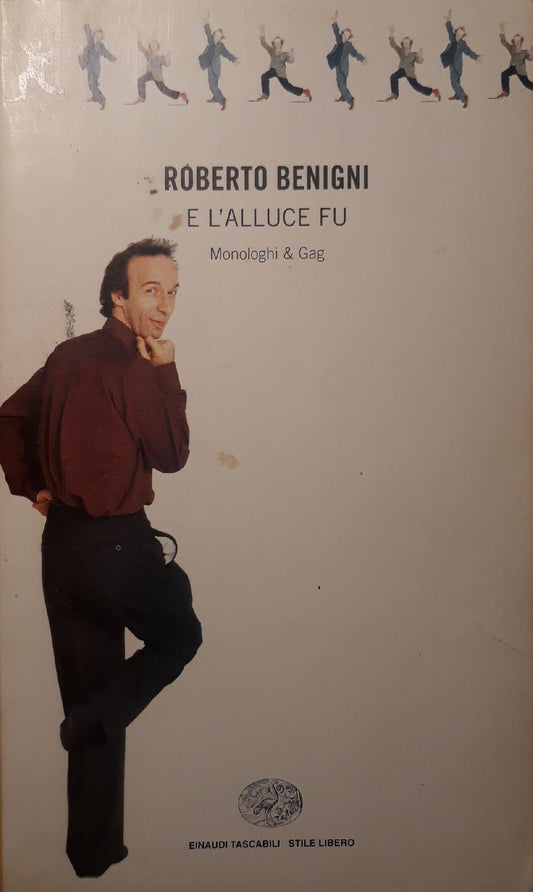 ROBERTO BENIGNI
E L'ALLUCE FU
Monologhi & Gag
EINAUDI TASCABILI STILE LIBERO